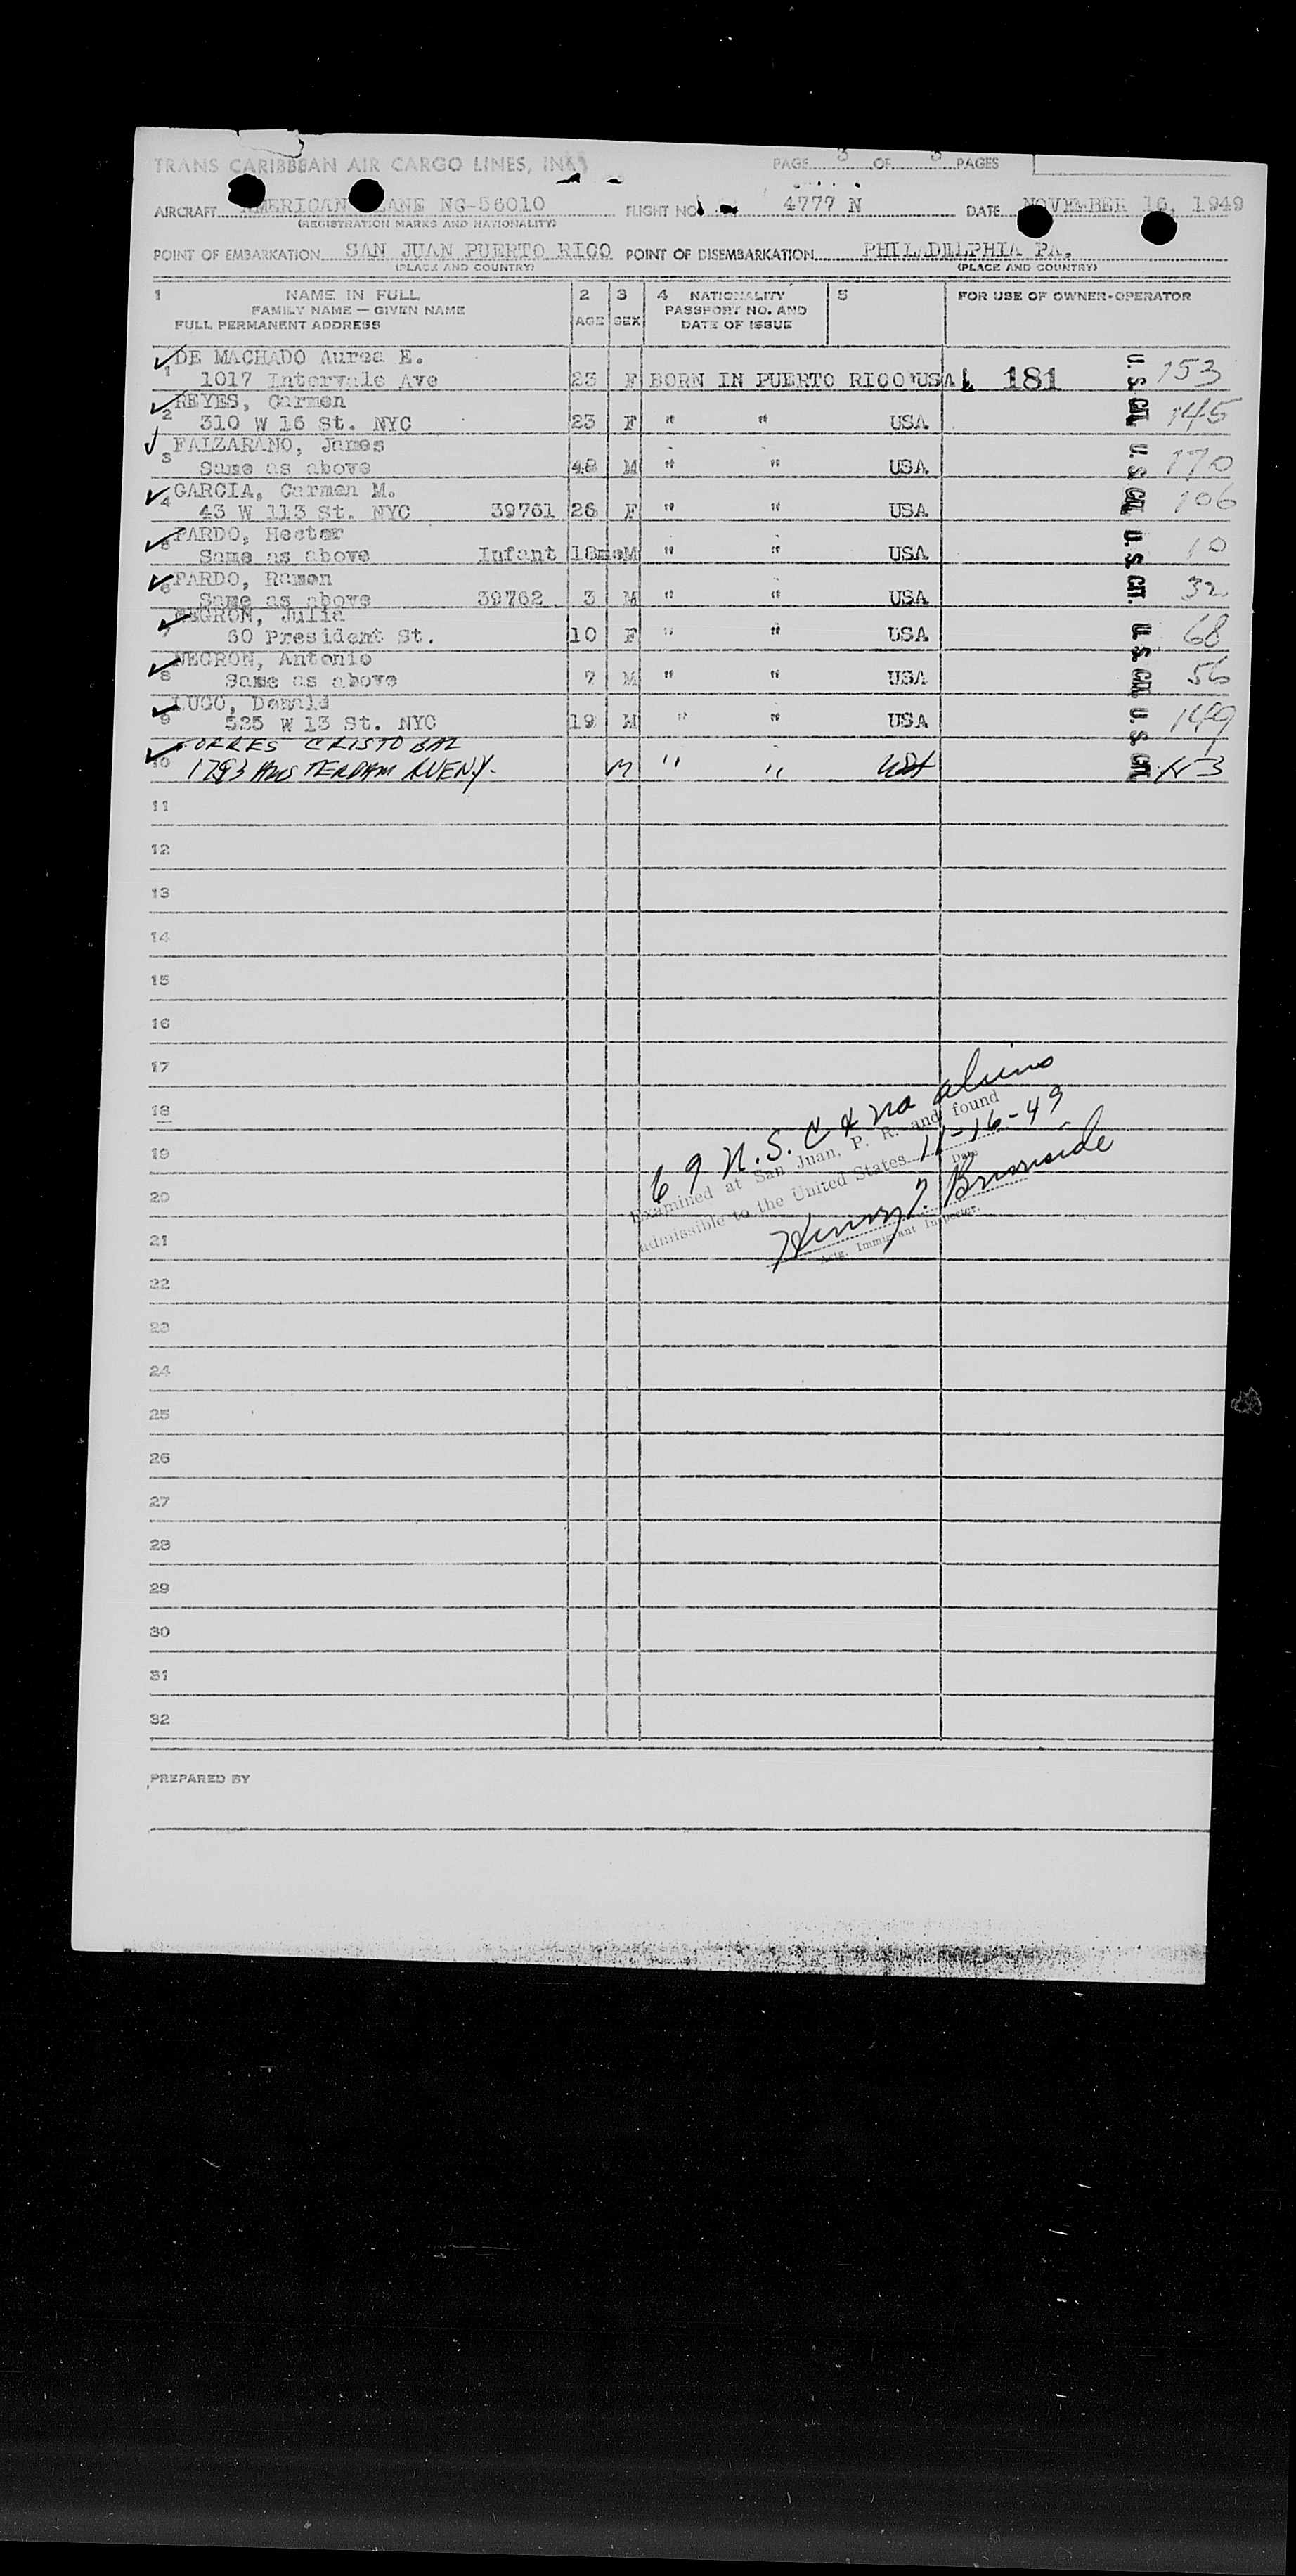 TRANS CARIBBEAN AIR CARGO LINES, INC. PAGE 3 OF 3 PAGES
AIRCRAFT AMERICAN PLANE NC-56010 FLIGHT NO. 4777 N DATE NOVEMBER 16, 1949
(REGISTRATION MARKS AND NATIONALITY)
POINT OF EMBARKATION SAN JUAN PUERTO RICO POINT OF DISEMBARKATION PHILADELPHIA PA.
(PLACE AND COUNTRY) (PLACE AND COUNTRY)
1 NAME IN FULL 2 3 4 NATIONALITY 5 FOR USE OF OWNER-OPERATOR
FAMILY NAME — GIVEN NAME PASSPORT NO. AND
FULL PERMANENT ADDRESS AGE SEX DATE OF ISSUE
DE MACHADO Aurea E.
1 1017 Intervale Ave 23 F BORN IN PUERTO RICO USA 181 U. S. CIT. 153
REYES, Carmen
2 310 W 16 St. NYC 23 F " " USA 145
FALZARANO, James
3 Same as above 48 M " " USA U. S. CIT. 170
GARCIA, Carmen M.
4 43 W 113 St. NYC 39761 26 F " " USA 106
PARDO, Hector
5 Same as above Infant 18mo M " " USA U. S. CIT. 10
PARDO, Ramon
6 Same as above 39762 3 M " " USA 32
NEGRON, Julia
7 60 President St. 10 F " " USA U. S. CIT. 68
NEGRON, Antonio
8 Same as above 7 M " " USA 56
LUGO, Donald
9 525 W 13 St. NYC 19 M " " USA U. S. CIT. 149
TORRES CRISTOBAL
10 1793 AMSTERDAM AVE N.Y. M " " USA 143
11
12
13
14
15
16
17
18
19
20
21
22
23
24
25
26
27
28
29
30
31
32
69 U.S.C & no aliens
Examined at San Juan, P. R. and found
admissible to the United States 11-16-49
Date
Henry T. Burnside
Actg. Immigrant Inspector.
PREPARED BY